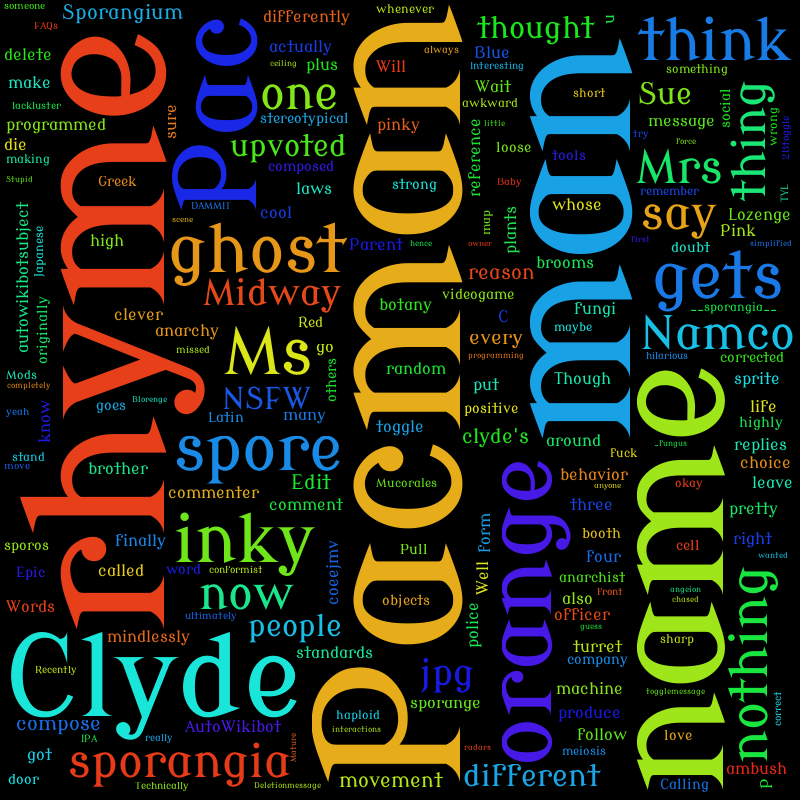 someone
Sporangium
FAQs
delete
make
lackluster
programmed
die
making
Stupid
rhyme
sure
Greek
high
autowikibotsubject
Japanese
originally
clever
anarchy
missed
Mods
completely
yeah
know
goes
Blorenge
stand
move
brother
sporos
Epic
Words
finally
called
word
mindlessly
ultimately
pac
differently
actually
ceiling
plus
one
stereotypical
upvoted
composed
laws
DAMMIT
cool
scene
ghost
Midway
Ms
Red
go
others
NSFW
Latin
many
spore
commenter
Edit
comment
inky
conformist
now
coeejmv
people
standards
Clyde
Recently
compose
IPA
really
AutoWikibot
got
door
sporangia
Mature
Technically
Deletionmessage
pacman
whenever
always
Will
pinky
strong
Parent
hence
botany
random
toggle
Mucorales
Pull
objects
haploid
interactions
movement
jpg
sporange
radars
different
thought
n
Blue
Interesting
Wait
awkward
reference
little
loose
Baby
map
plants
owner
reason
videogame
C
every
programming
put
positive
clyde's
Well
Form
police
man
short
tools
whose
brooms
Fungi
maybe
Though
around
Fuck
orange
behavior
anyone
three
booth
four
anarchist
also
Front
officer
guess
turret
company
machine
produce
Follow
meiosis
think
something
Sue
message
social
thing
wrong
21Btoggle
try
Force
Mrs
remember
TYL
say
Lozenge
Pink
First
doubt
simplified
gets
__sporangia__
Namco
hilarious
corrected
sprite
life
highly
_Fungus
replies
choice
okay
leave
name
pretty
cell
right
wanted
angeion
chased
sharp
nothing
togglemessage
correct
love
ambush
Calling
P